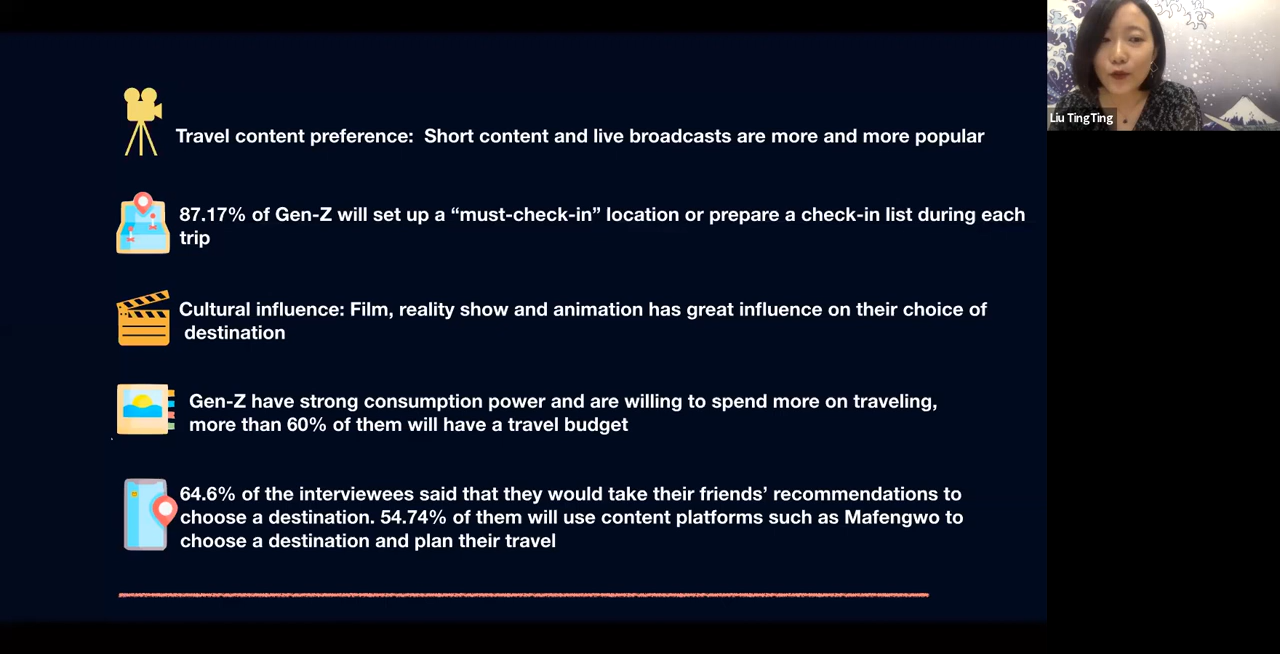 Travel content preference:  Short content and live broadcasts are more and more popular
87.17% of Gen-Z will set up a “must-check-in” location or prepare a check-in list during each
trip
Cultural influence: Film, reality show and animation has great influence on their choice of
destination
Gen-Z have strong consumption power and are willing to spend more on traveling,
more than 60% of them will have a travel budget
64.6% of the interviewees said that they would take their friends’ recommendations to
choose a destination. 54.74% of them will use content platforms such as Mafengwo to
choose a destination and plan their travel
Liu TingTing